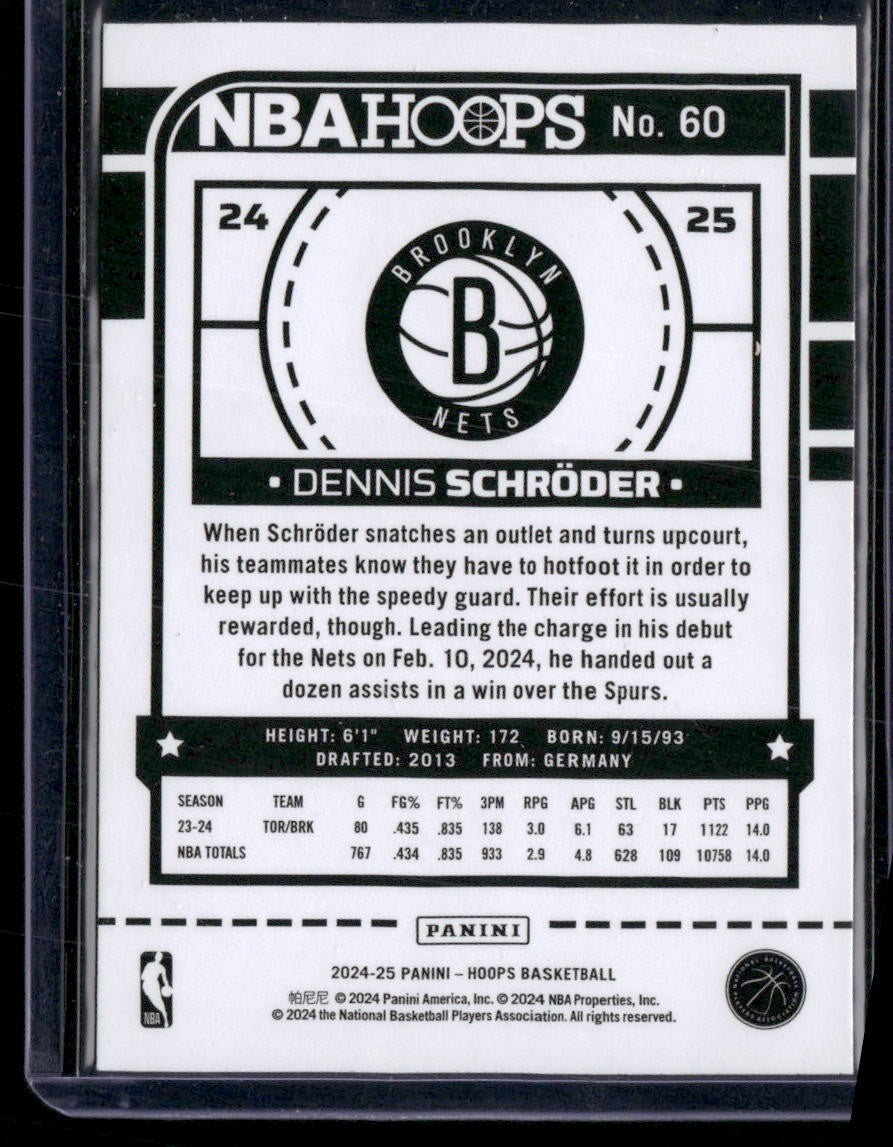 NBA HOOPS No. 60
24 25
BROOKLYN
B
NETS
• DENNIS SCHRÖDER •
When Schröder snatches an outlet and turns upcourt,
his teammates know they have to hotfoot it in order to
keep up with the speedy guard. Their effort is usually
rewarded, though. Leading the charge in his debut
for the Nets on Feb. 10, 2024, he handed out a
dozen assists in a win over the Spurs.
HEIGHT: 6'1" WEIGHT: 172 BORN: 9/15/93
DRAFTED: 2013 FROM: GERMANY
SEASON TEAM G FG% FT% 3PM RPG APG STL BLK PTS PPG
23-24 TOR/BRK 80 .435 .835 138 3.0 6.1 63 17 1122 14.0
NBA TOTALS 767 .434 .835 933 2.9 4.8 628 109 10758 14.0
PANINI
2024-25 PANINI – HOOPS BASKETBALL
帕尼尼 © 2024 Panini America, Inc. © 2024 NBA Properties, Inc.
© 2024 the National Basketball Players Association. All rights reserved.
NBA
NATIONAL BASKETBALL PLAYERS ASSOCIATION